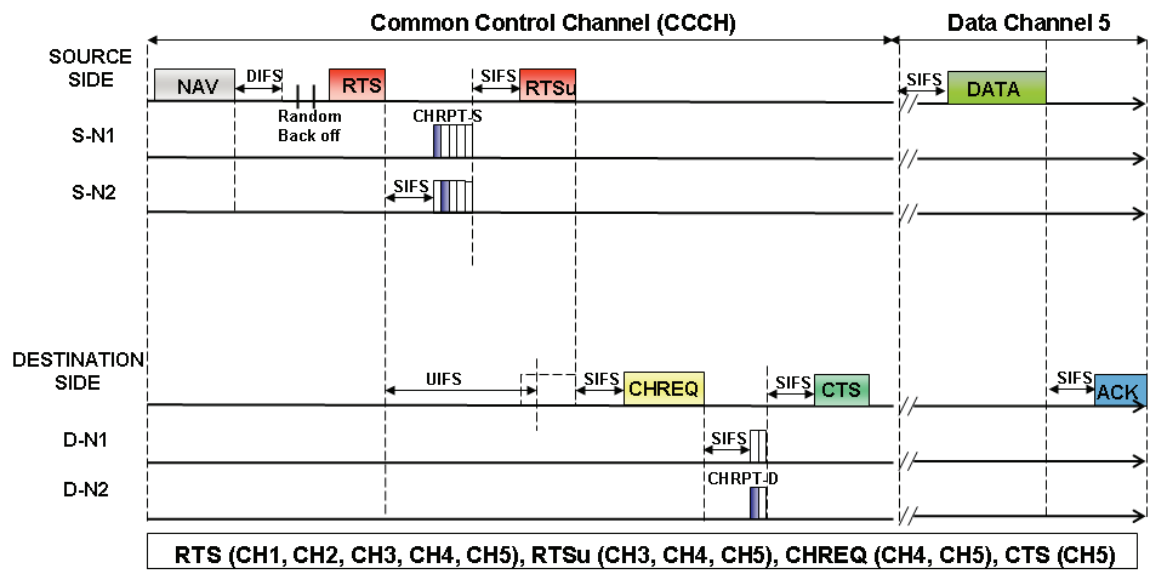 Common Control Channel (CCCH)
Data Channel 5
SOURCE
SIDE
NAV
DIFS
RTS
SIFS
RTSu
SIFS
DATA
Random
Back off
CHRPT-S
S-N1
S-N2
SIFS
DESTINATION
SIDE
UIFS
SIFS
CHREQ
SIFS
CTS
SIFS
ACK
D-N1
SIFS
D-N2
CHRPT-D
RTS (CH1, CH2, CH3, CH4, CH5), RTSu (CH3, CH4, CH5), CHREQ (CH4, CH5), CTS (CH5)